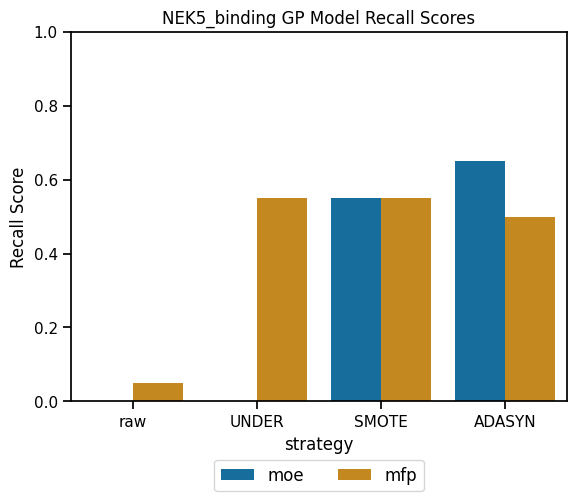 NEK5_binding GP Model Recall Scores
1.0
0.8
0.6
0.4
0.2
0.0
Recall Score
raw UNDER SMOTE ADASYN
strategy
moe mfp